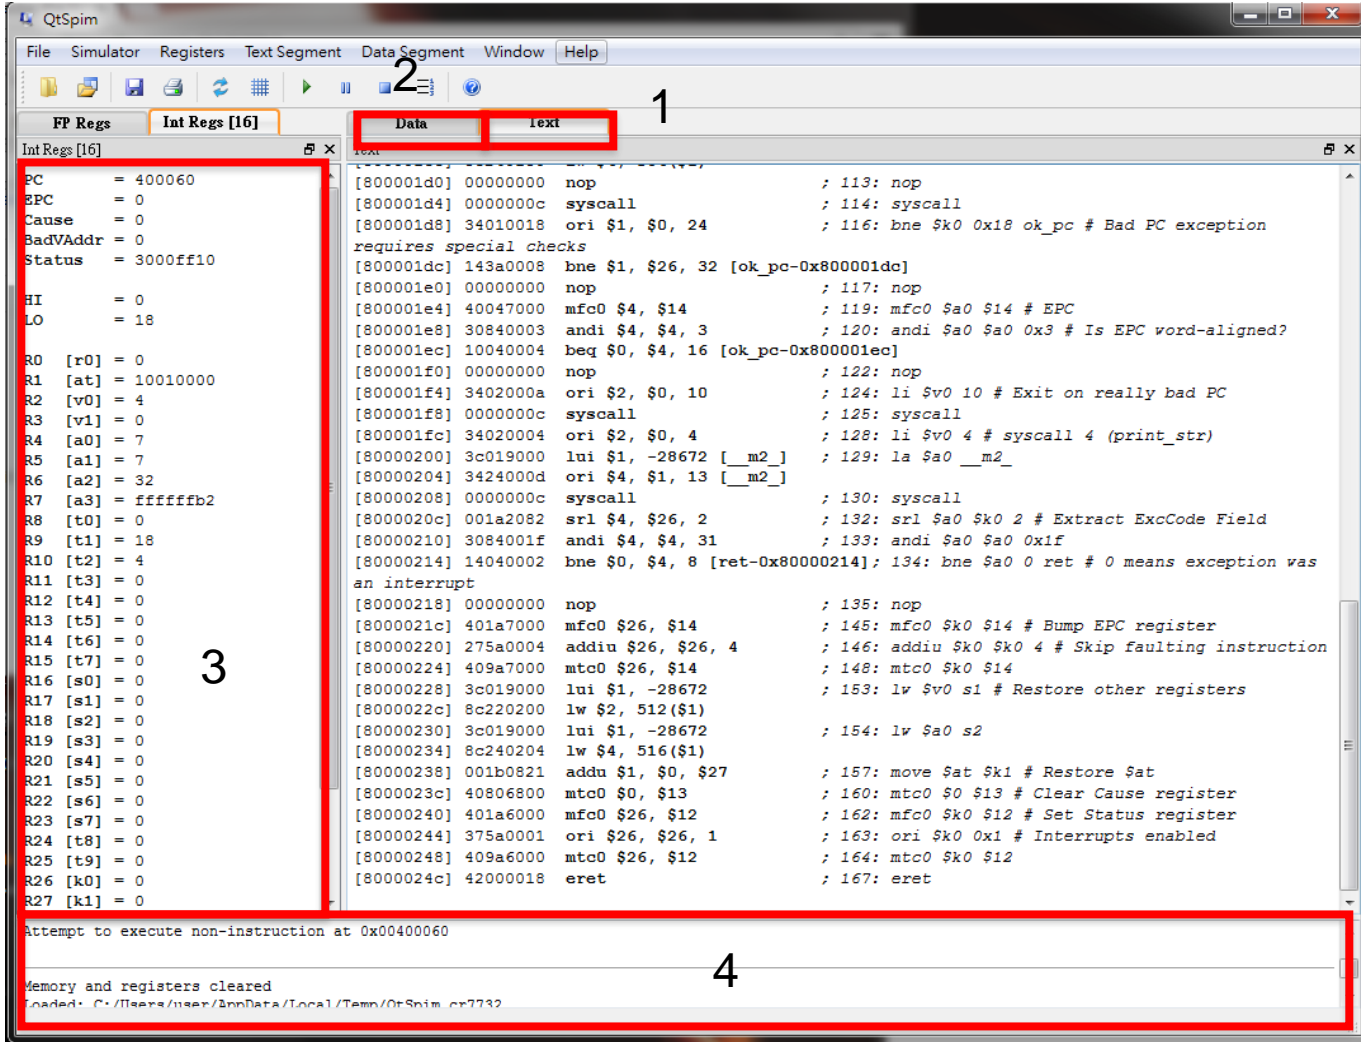 QtSpim
File Simulator Registers Text Segment Data Segment Window Help
2
1
FP Regs Int Regs [16] Data Text
Int Regs [16]
Text
PC = 400060
EPC = 0
Cause = 0
BadVAddr = 0
Status = 3000ff10
HI = 0
LO = 18
R0 [r0] = 0
R1 [at] = 10010000
R2 [v0] = 4
R3 [v1] = 0
R4 [a0] = 7
R5 [a1] = 7
R6 [a2] = 32
R7 [a3] = ffffffb2
R8 [t0] = 0
R9 [t1] = 18
R10 [t2] = 4
R11 [t3] = 0
R12 [t4] = 0
R13 [t5] = 0
R14 [t6] = 0
R15 [t7] = 0
R16 [s0] = 0
R17 [s1] = 0
R18 [s2] = 0
R19 [s3] = 0
R20 [s4] = 0
R21 [s5] = 0
R22 [s6] = 0
R23 [s7] = 0
R24 [t8] = 0
R25 [t9] = 0
R26 [k0] = 0
R27 [k1] = 0
3
[800001d0] 00000000 nop ; 113: nop
[800001d4] 0000000c syscall ; 114: syscall
[800001d8] 34010018 ori $1, $0, 24 ; 116: bne $k0 0x18 ok_pc # Bad PC exception
requires special checks
[800001dc] 143a0008 bne $1, $26, 32 [ok_pc-0x800001dc]
[800001e0] 00000000 nop ; 117: nop
[800001e4] 40047000 mfc0 $4, $14 ; 119: mfc0 $a0 $14 # EPC
[800001e8] 30840003 andi $4, $4, 3 ; 120: andi $a0 $a0 0x3 # Is EPC word-aligned?
[800001ec] 10040004 beq $0, $4, 16 [ok_pc-0x800001ec]
[800001f0] 00000000 nop ; 122: nop
[800001f4] 3402000a ori $2, $0, 10 ; 124: li $v0 10 # Exit on really bad PC
[800001f8] 0000000c syscall ; 125: syscall
[800001fc] 34020004 ori $2, $0, 4 ; 128: li $v0 4 # syscall 4 (print_str)
[80000200] 3c019000 lui $1, -28672 [__m2_] ; 129: la $a0 __m2_
[80000204] 3424000d ori $4, $1, 13 [__m2_]
[80000208] 0000000c syscall ; 130: syscall
[8000020c] 001a2082 srl $4, $26, 2 ; 132: srl $a0 $k0 2 # Extract ExcCode Field
[80000210] 3084001f andi $4, $4, 31 ; 133: andi $a0 $a0 0x1f
[80000214] 14040002 bne $0, $4, 8 [ret-0x80000214]; 134: bne $a0 0 ret # 0 means exception was
an interrupt
[80000218] 00000000 nop ; 135: nop
[8000021c] 401a7000 mfc0 $26, $14 ; 145: mfc0 $k0 $14 # Bump EPC register
[80000220] 275a0004 addiu $26, $26, 4 ; 146: addiu $k0 $k0 4 # Skip faulting instruction
[80000224] 409a7000 mtc0 $26, $14 ; 148: mtc0 $k0 $14
[80000228] 3c019000 lui $1, -28672 ; 153: lw $v0 s1 # Restore other registers
[8000022c] 8c220200 lw $2, 512($1)
[80000230] 3c019000 lui $1, -28672 ; 154: lw $a0 s2
[80000234] 8c240204 lw $4, 516($1)
[80000238] 001b0821 addu $1, $0, $27 ; 157: move $at $k1 # Restore $at
[8000023c] 40806800 mtc0 $0, $13 ; 160: mtc0 $0 $13 # Clear Cause register
[80000240] 401a6000 mfc0 $26, $12 ; 162: mfc0 $k0 $12 # Set Status register
[80000244] 375a0001 ori $26, $26, 1 ; 163: ori $k0 0x1 # Interrupts enabled
[80000248] 409a6000 mtc0 $26, $12 ; 164: mtc0 $k0 $12
[8000024c] 42000018 eret ; 167: eret
Attempt to execute non-instruction at 0x00400060
4
Memory and registers cleared
Loaded: C:/Users/user/AppData/Local/Temp/QtSpim.cr7732